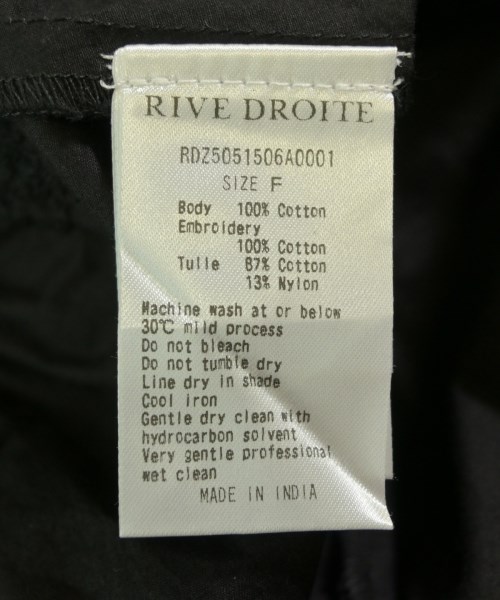 RIVE DROITE
RDZ5051506A0001
SIZE F
Body 100% Cotton
Embroidery
100% Cotton
Tulle 87% Cotton
13% Nylon
Machine wash at or below
30℃ mild process
Do not bleach
Do not tumble dry
Line dry in shade
Cool iron
Gentle dry clean with
hydrocarbon solvent
Very gentle professional
wet clean
MADE IN INDIA